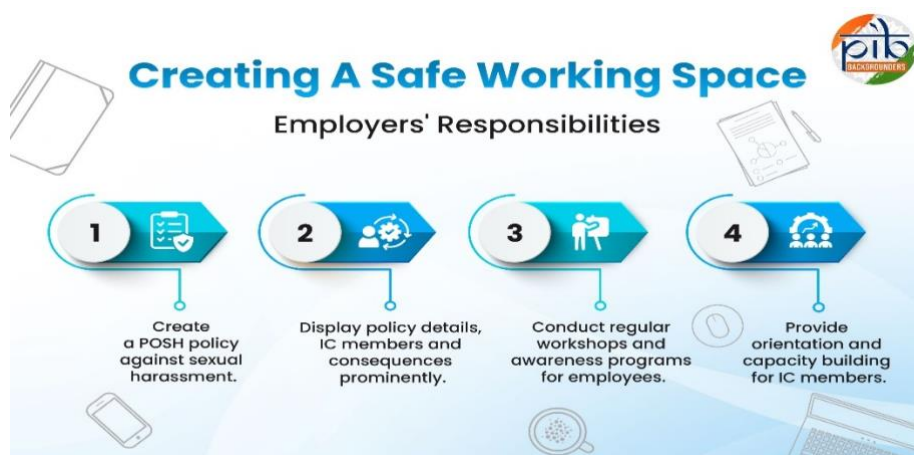 pib
BACKGROUNDERS
Creating A Safe Working Space
Employers' Responsibilities
1
2
3
4
Create
a POSH policy
against sexual
harassment.
Display policy details,
IC members and
consequences
prominently.
Conduct regular
workshops and
awareness programs
for employees.
Provide
orientation and
capacity building
for IC members.